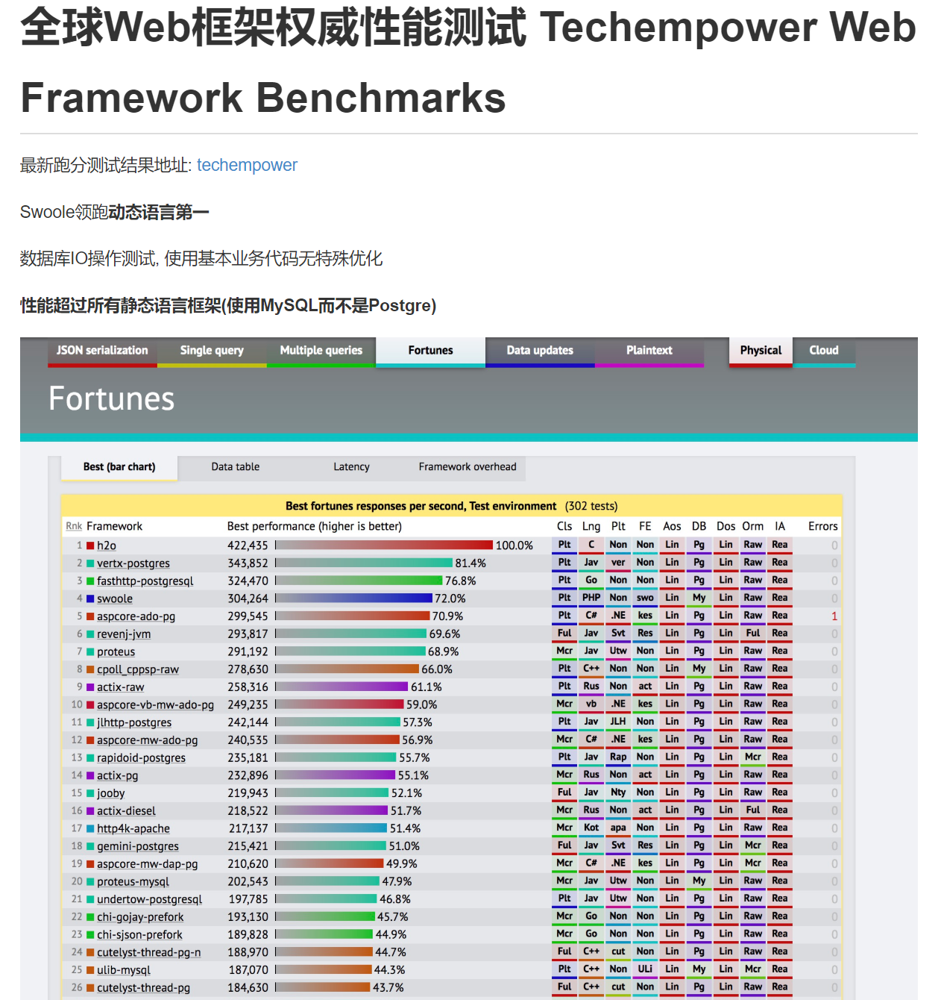 全球Web框架权威性能测试 Techempower Web
Framework Benchmarks
最新跑分测试结果地址: techempower
Swoole领跑动态语言第一
数据库IO操作测试, 使用基本业务代码无特殊优化
性能超过所有静态语言框架(使用MySQL而不是Postgre)
JSON serialization Single query Multiple queries Fortunes Data updates Plaintext Physical Cloud
Fortunes
Best (bar chart) Data table Latency Framework overhead
Best fortunes responses per second, Test environment (302 tests)
Rnk Framework Best performance (higher is better) Cls Lng Plt FE Aos DB Dos Orm IA Errors
1 h2o 422,435 100.0% Plt C Non Non Lin Pg Lin Raw Rea 0
2 vertx-postgres 343,852 81.4% Plt Jav ver Non Lin Pg Lin Raw Rea 0
3 fasthttp-postgresql 324,470 76.8% Plt Go Non Non Lin Pg Lin Raw Rea 0
4 swoole 304,264 72.0% Plt PHP Non swo Lin My Lin Raw Rea 0
5 aspcore-ado-pg 299,545 70.9% Plt C# .NE kes Lin Pg Lin Raw Rea 1
6 revenj-jvm 293,817 69.6% Ful Jav Svt Res Lin Pg Lin Ful Rea 0
7 proteus 291,192 68.9% Mcr Jav Utw Non Lin Pg Lin Raw Rea 0
8 cpoll_cppsp-raw 278,630 66.0% Plt C++ Non Non Lin My Lin Raw Rea 0
9 actix-raw 258,316 61.1% Plt Rus Non act Lin Pg Lin Raw Rea 0
10 aspcore-vb-mw-ado-pg 249,235 59.0% Mcr vb .NE kes Lin Pg Lin Raw Rea 0
11 jlhttp-postgres 242,144 57.3% Plt Jav JLH Non Lin Pg Lin Raw Rea 0
12 aspcore-mw-ado-pg 240,535 56.9% Mcr C# .NE kes Lin Pg Lin Raw Rea 0
13 rapidoid-postgres 235,181 55.7% Plt Jav Rap Non Lin Pg Lin Mcr Rea 0
14 actix-pg 232,896 55.1% Mcr Rus Non act Lin Pg Lin Raw Rea 0
15 jooby 219,943 52.1% Ful Jav Nty Non Lin Pg Lin Raw Rea 0
16 actix-diesel 218,522 51.7% Mcr Rus Non act Lin Pg Lin Ful Rea 0
17 http4k-apache 217,137 51.4% Mcr Kot apa Non Lin Pg Lin Raw Rea 0
18 gemini-postgres 215,421 51.0% Ful Jav Svt Res Lin Pg Lin Mcr Rea 0
19 aspcore-mw-dap-pg 210,620 49.9% Mcr C# .NE kes Lin Pg Lin Mcr Rea 0
20 proteus-mysql 202,543 47.9% Mcr Jav Utw Non Lin My Lin Raw Rea 0
21 undertow-postgresql 197,785 46.8% Plt Jav Utw Non Lin Pg Lin Raw Rea 0
22 chi-gojay-prefork 193,130 45.7% Mcr Go Non Non Lin Pg Lin Raw Rea 0
23 chi-sjson-prefork 189,828 44.9% Mcr Go Non Non Lin Pg Lin Raw Rea 0
24 cutelyst-thread-pg-n 188,970 44.7% Ful C++ cut Non Lin Pg Lin Raw Rea 0
25 ulib-mysql 187,070 44.3% Plt C++ Non ULi Lin My Lin Mcr Rea 0
26 cutelyst-thread-pg 184,630 43.7% Ful C++ cut Non Lin Pg Lin Raw Rea 0